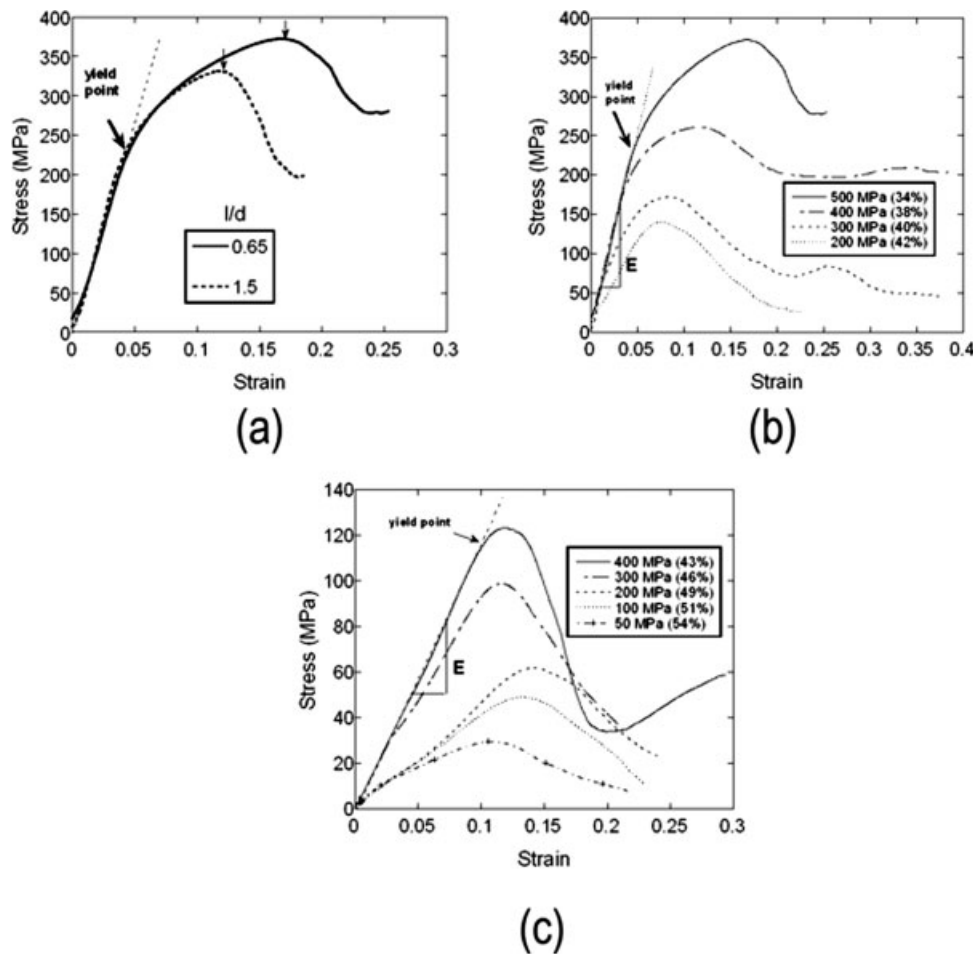 400
350
300
250
200
150
100
50
0
Stress (MPa)
yield
point
l/d
0.65
1.5
0 0.05 0.1 0.15 0.2 0.25 0.3
Strain
(a)
400
350
300
250
200
150
100
50
0
Stress (MPa)
yield
point
E
500 MPa (34%)
400 MPa (38%)
300 MPa (40%)
200 MPa (42%)
0 0.05 0.1 0.15 0.2 0.25 0.3 0.35 0.4
Strain
(b)
140
120
100
80
60
40
20
0
Stress (MPa)
yield point
E
400 MPa (43%)
300 MPa (46%)
200 MPa (49%)
100 MPa (51%)
50 MPa (54%)
0 0.05 0.1 0.15 0.2 0.25 0.3
Strain
(c)